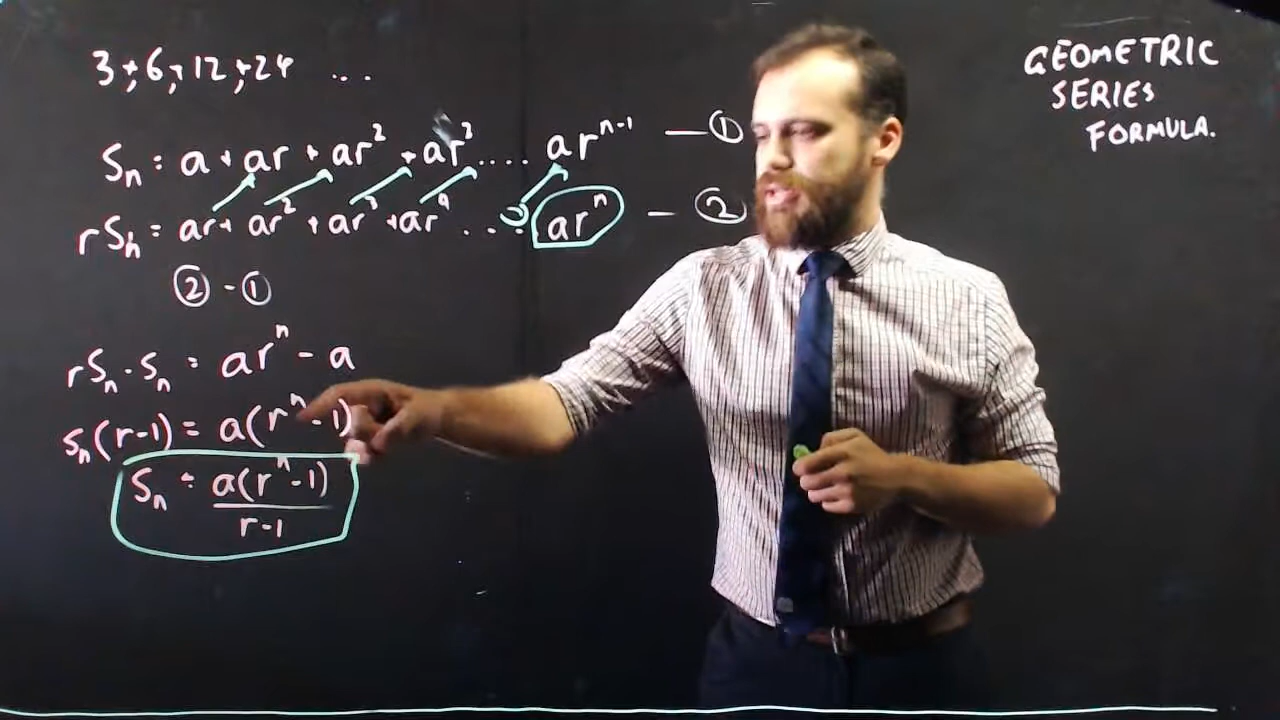 3 + 6 + 12 + 24 ...
Sₙ = a + ar + ar² + ar³ .... arⁿ⁻¹ — ①
rSₙ = ar + ar² + ar³ + ar⁴ .... arⁿ — ②
② - ①
rSₙ - Sₙ = arⁿ - a
Sₙ(r-1) = a(rⁿ-1)
Sₙ = a(rⁿ-1)
r-1
GEOMETRIC
SERIES
FORMULA.